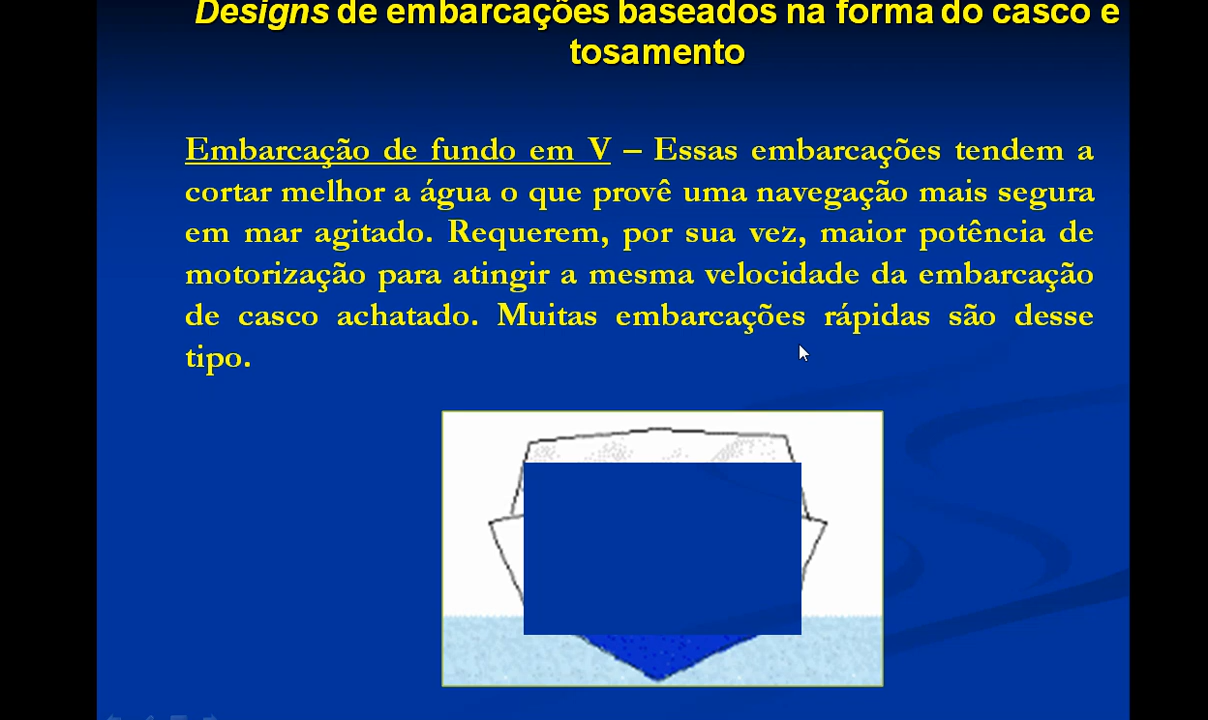 Designs de embarcações baseados na forma do casco e
tosamento
Embarcação de fundo em V – Essas embarcações tendem a
cortar melhor a água o que provê uma navegação mais segura
em mar agitado. Requerem, por sua vez, maior potência de
motorização para atingir a mesma velocidade da embarcação
de casco achatado. Muitas embarcações rápidas são desse
tipo.